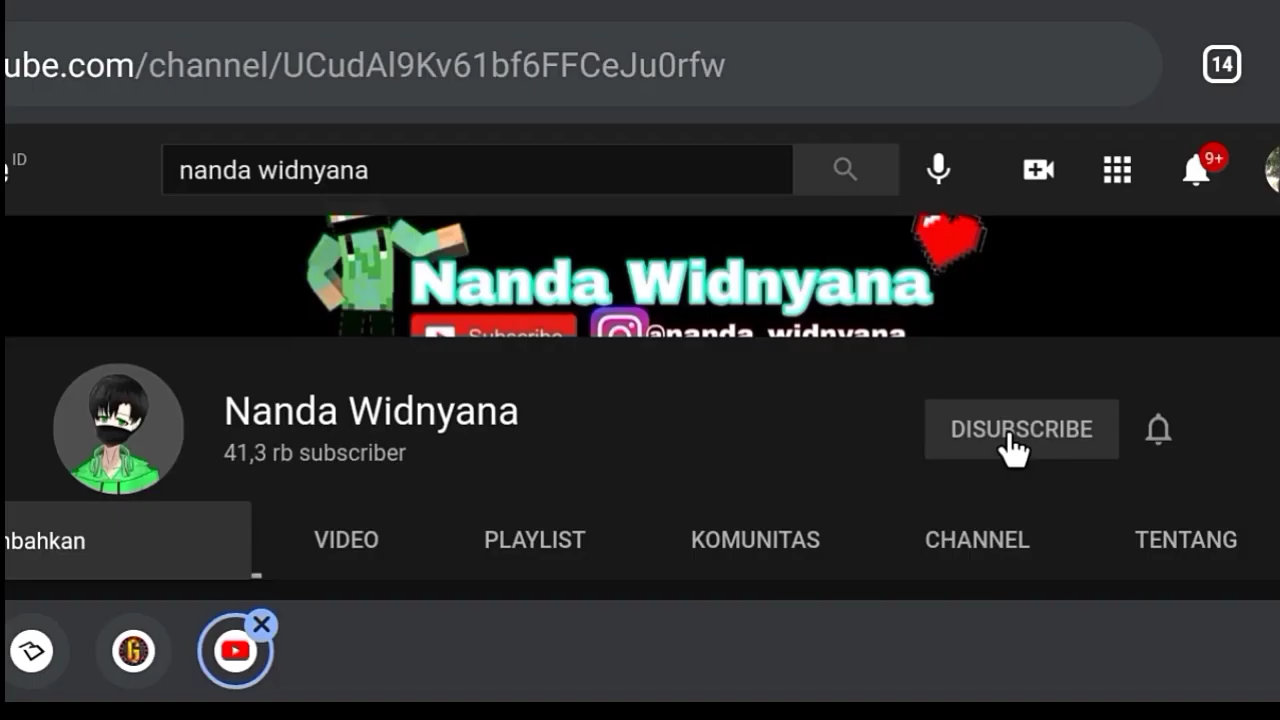 ube.com/channel/UCudAl9Kv61bf6FFCeJu0rfw
14
ID
nanda widnyana
9+
Nanda Widnyana
Subscribe
@nanda_widnyana
Nanda Widnyana
41,3 rb subscriber
DISUBSCRIBE
nbahkan
VIDEO
PLAYLIST
KOMUNITAS
CHANNEL
TENTANG
G